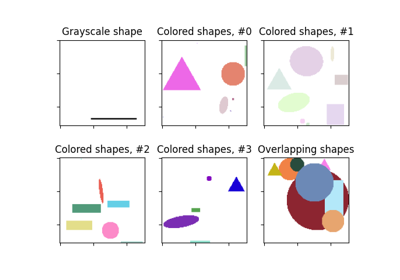 Grayscale shape
Colored shapes, #0
Colored shapes, #1
Colored shapes, #2
Colored shapes, #3
Overlapping shapes